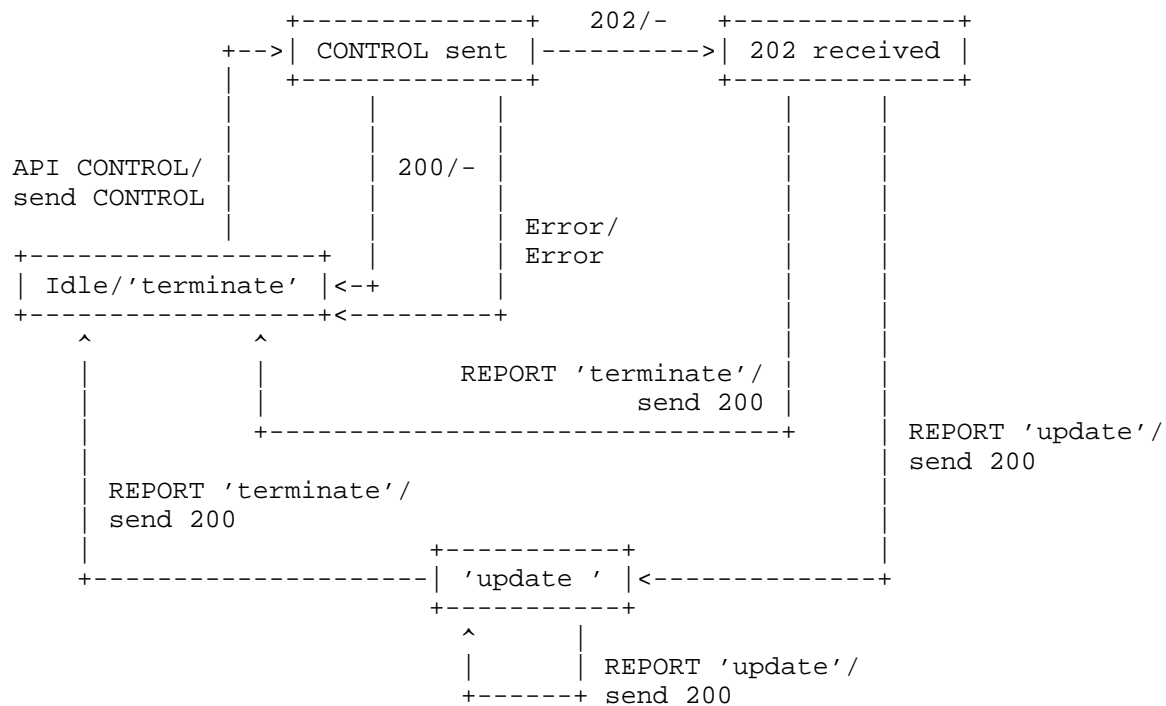 202/-
CONTROL sent
202 received
API CONTROL/
send CONTROL
200/-
Error/
Error
Idle/'terminate'
REPORT 'terminate'/
send 200
REPORT 'update'/
send 200
REPORT 'terminate'/
send 200
'update '
REPORT 'update'/
send 200